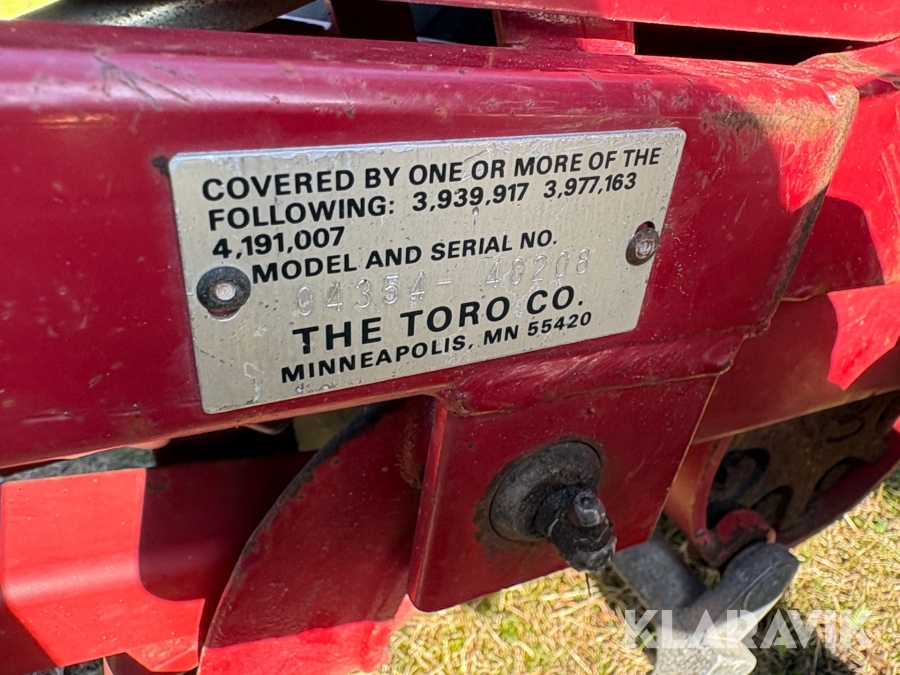 COVERED BY ONE OR MORE OF THE
FOLLOWING: 3,939,917 3,977,163
4,191,007
MODEL AND SERIAL NO.
04354- 40208
THE TORO CO.
MINNEAPOLIS, MN 55420
KLARAVIK